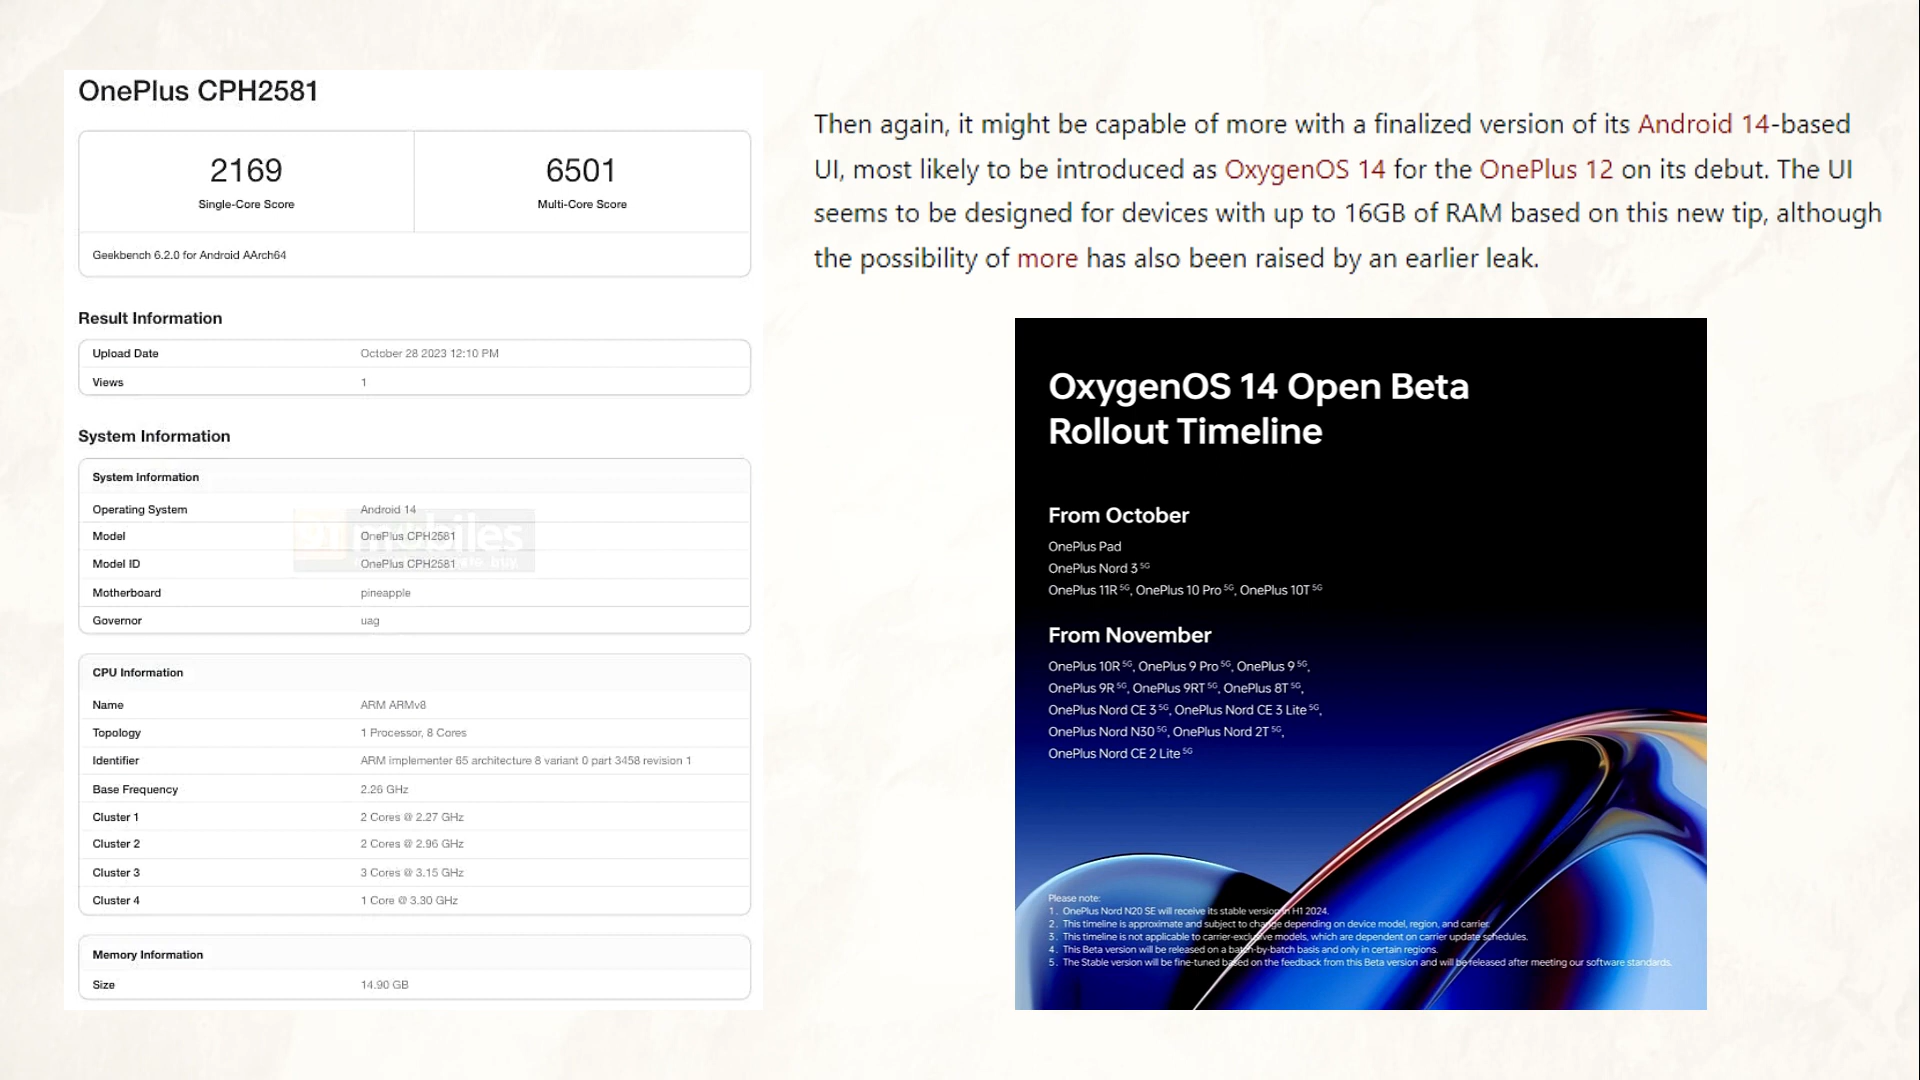 OnePlus CPH2581
2169
Single-Core Score
6501
Multi-Core Score
Geekbench 6.2.0 for Android AArch64
Result Information
Upload Date October 28 2023 12:10 PM
Views 1
System Information
System Information
Operating System Android 14
Model OnePlus CPH2581
Model ID OnePlus CPH2581
Motherboard pineapple
Governor uag
CPU Information
Name ARM ARMv8
Topology 1 Processor, 8 Cores
Identifier ARM implementer 65 architecture 8 variant 0 part 3458 revision 1
Base Frequency 2.26 GHz
Cluster 1 2 Cores @ 2.27 GHz
Cluster 2 2 Cores @ 2.96 GHz
Cluster 3 3 Cores @ 3.15 GHz
Cluster 4 1 Core @ 3.30 GHz
Memory Information
Size 14.90 GB
91mobiles
Then again, it might be capable of more with a finalized version of its Android 14-based
UI, most likely to be introduced as OxygenOS 14 for the OnePlus 12 on its debut. The UI
seems to be designed for devices with up to 16GB of RAM based on this new tip, although
the possibility of more has also been raised by an earlier leak.
OxygenOS 14 Open Beta
Rollout Timeline
From October
OnePlus Pad
OnePlus Nord 3 5G
OnePlus 11R 5G, OnePlus 10 Pro 5G, OnePlus 10T 5G
From November
OnePlus 10R 5G, OnePlus 9 Pro 5G, OnePlus 9 5G,
OnePlus 9R 5G, OnePlus 9RT 5G, OnePlus 8T 5G,
OnePlus Nord CE 3 5G, OnePlus Nord CE 3 Lite 5G,
OnePlus Nord N30 5G, OnePlus Nord 2T 5G,
OnePlus Nord CE 2 Lite 5G
Please note:
1. OnePlus Nord N20 SE will receive its stable version in H1 2024.
2. This timeline is approximate and subject to change depending on device model, region, and carrier.
3. This timeline is not applicable to carrier-exclusive models, which are dependent on carrier update schedules.
4. This Beta version will be released on a batch-by-batch basis and only in certain regions.
5. The Stable version will be fine-tuned based on the feedback from this Beta version and will be released after meeting our software standards.